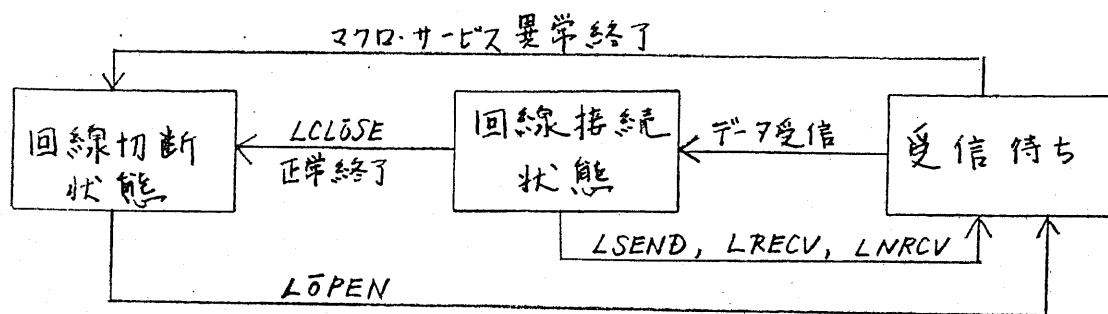 マクロ・サービス異常終了
回線切断
状態
LCLŌSE
正常終了
回線接続
状態
データ受信
受信待ち
LSEND, LRECV, LNRCV
LŌPEN